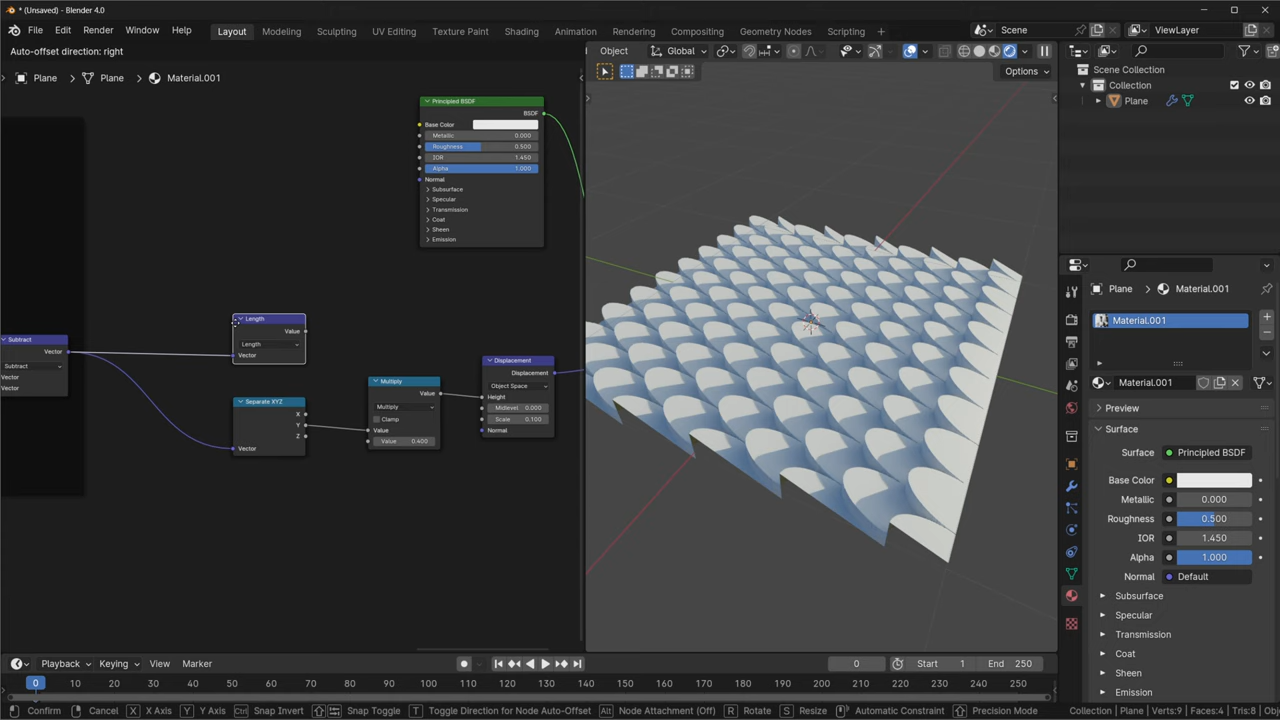 * (Unsaved) - Blender 4.0
File Edit Render Window Help Layout Modeling Sculpting UV Editing Texture Paint Shading Animation Rendering Compositing Geometry Nodes Scripting + Scene ViewLayer
Auto-offset direction: right
Object Global
Options
Plane > Plane > Material.001
Scene Collection
Collection
Plane
Principled BSDF
BSDF
Base Color
Metallic 0.000
Roughness 0.500
IOR 1.450
Alpha 1.000
Normal
Subsurface
Specular
Transmission
Coat
Sheen
Emission
Subtract
Vector
Subtract
Vector
Vector
Length
Value
Length
Vector
Separate XYZ
X
Y
Z
Vector
Multiply
Value
Multiply
Clamp
Value
Value 0.400
Displacement
Displacement
Object Space
Height
Midlevel 0.000
Scale 0.100
Normal
Plane > Material.001
Material.001
Material.001
Preview
Surface
Surface Principled BSDF
Base Color
Metallic 0.000
Roughness 0.500
IOR 1.450
Alpha 1.000
Normal Default
Subsurface
Specular
Transmission
Coat
Sheen
Emission
Playback Keying View Marker 0 Start 1 End 250
0 10 20 30 40 50 60 70 80 90 100 110 120 130 140 150 160 170 180 190 200 210 220 230 240 250
Confirm Cancel X X Axis Y Y Axis Ctrl Snap Invert Snap Toggle T Toggle Direction for Node Auto-Offset Alt Node Attachment (Off) R Rotate S Resize Automatic Constraint Precision Mode